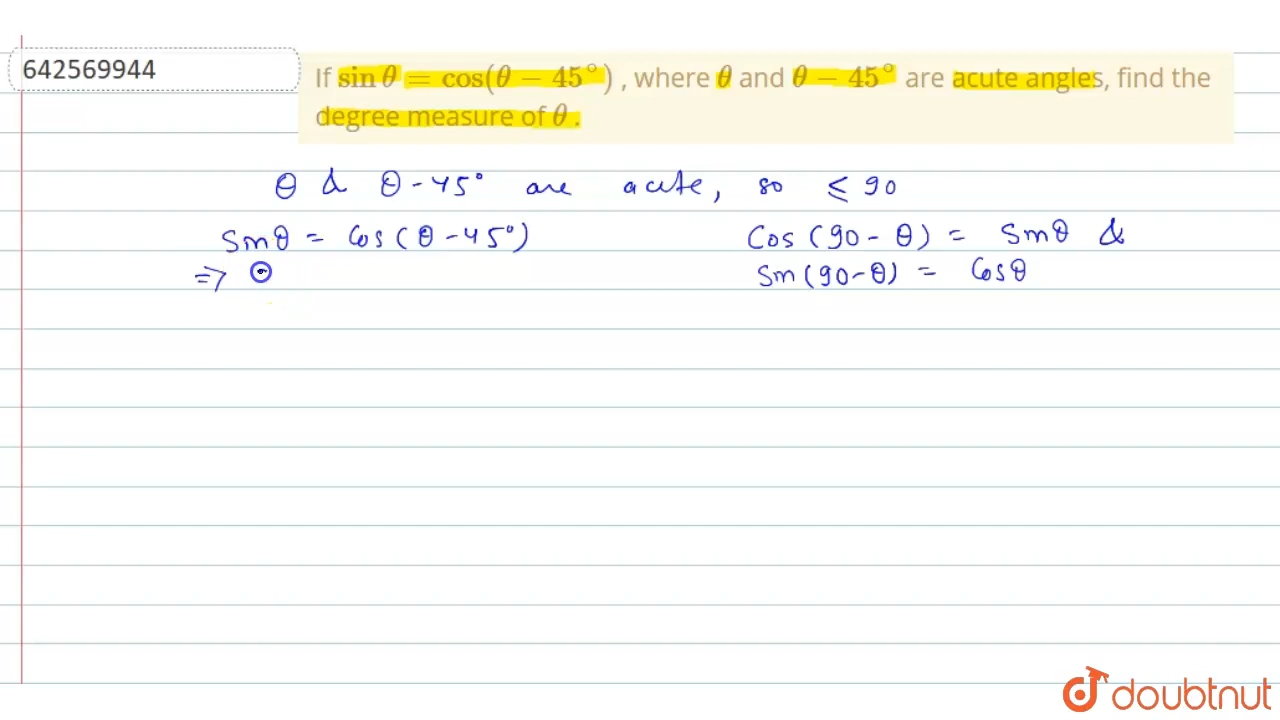 642569944
If sin θ = cos(θ − 45°) , where θ and θ − 45° are acute angles, find the
degree measure of θ .
θ & θ - 45° are acute, so ≤ 90
Sinθ = Cos(θ - 45°) Cos(90 - θ) = Sinθ &
⇒ Sin(90-θ) = Cosθ
doubtnut